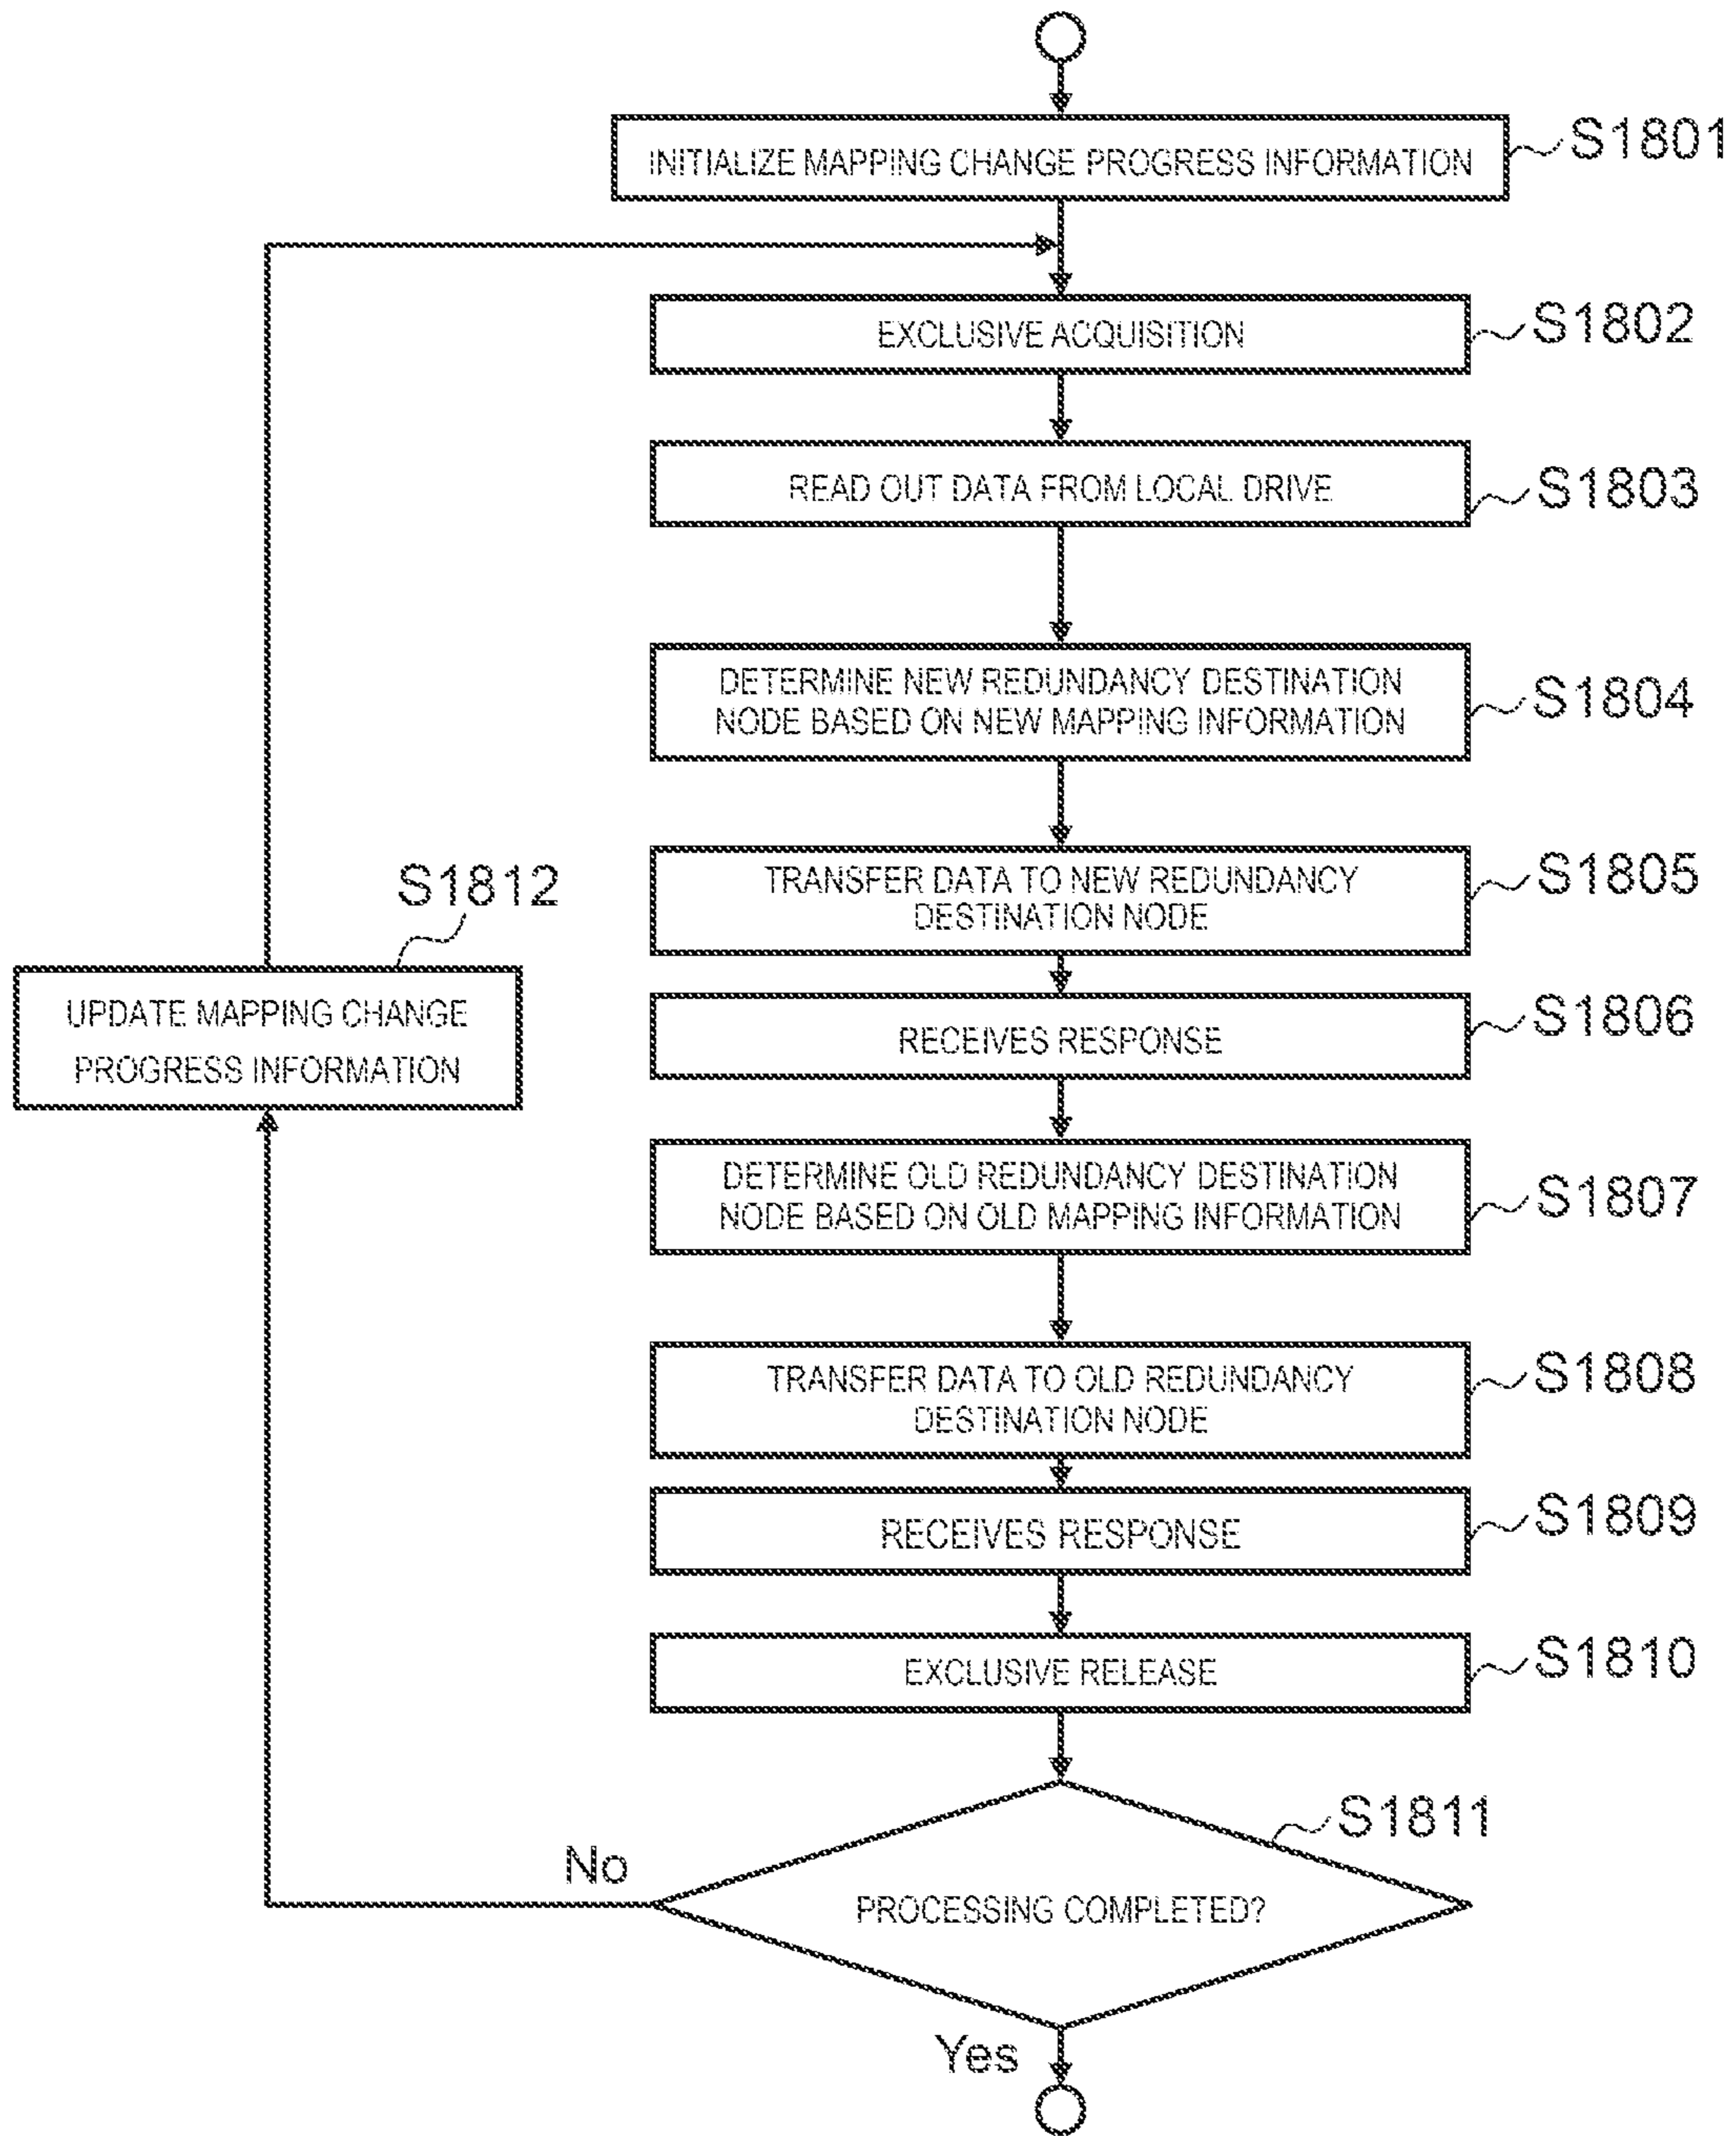 INITIALIZE MAPPING CHANGE PROGRESS INFORMATION
S1801
EXCLUSIVE ACQUISITION
S1802
READ OUT DATA FROM LOCAL DRIVE
S1803
DETERMINE NEW REDUNDANCY DESTINATION
NODE BASED ON NEW MAPPING INFORMATION
S1804
TRANSFER DATA TO NEW REDUNDANCY
DESTINATION NODE
S1805
S1812
UPDATE MAPPING CHANGE
PROGRESS INFORMATION
RECEIVES RESPONSE
S1806
DETERMINE OLD REDUNDANCY DESTINATION
NODE BASED ON OLD MAPPING INFORMATION
S1807
TRANSFER DATA TO OLD REDUNDANCY
DESTINATION NODE
S1808
RECEIVES RESPONSE
S1809
EXCLUSIVE RELEASE
S1810
S1811
No
PROCESSING COMPLETED?
Yes